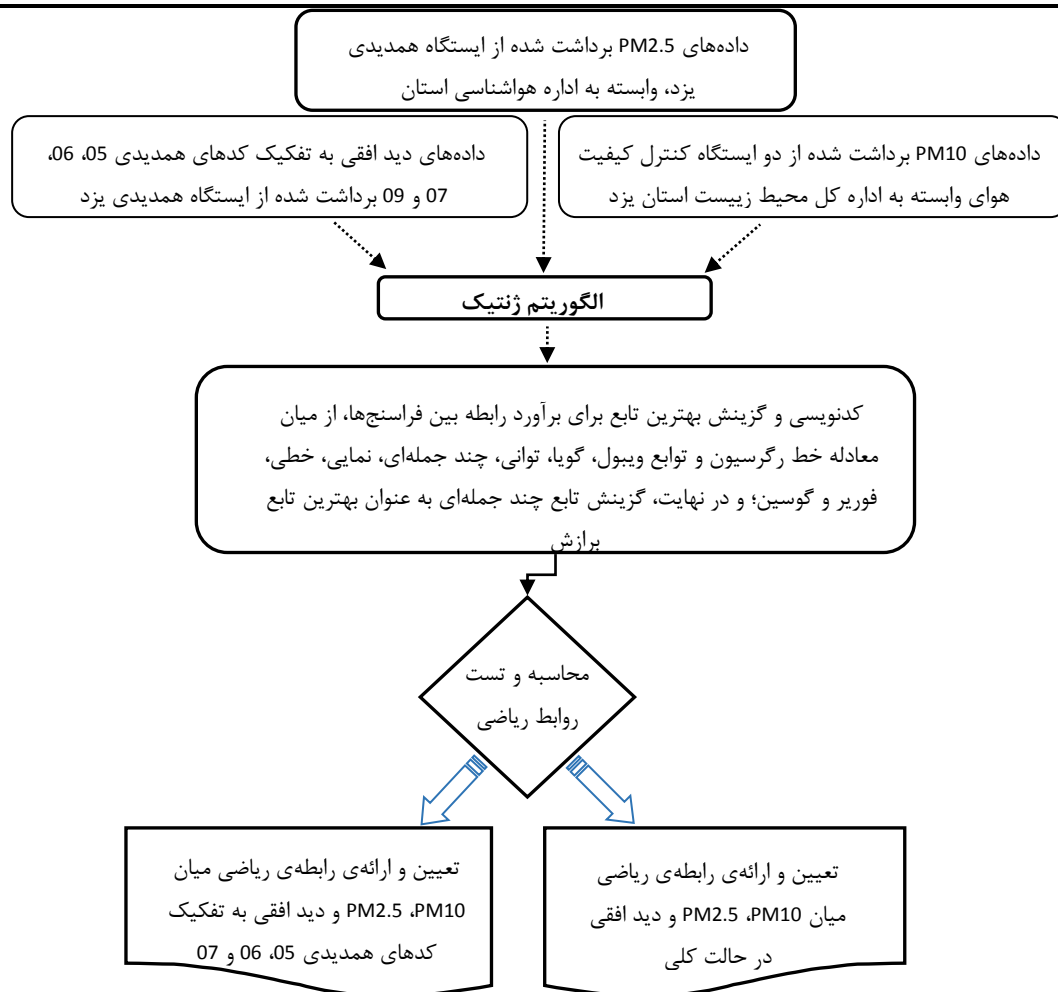 داده‌های PM2.5 برداشت شده از ایستگاه همدیدی
یزد، وابسته به اداره هواشناسی استان
داده‌های PM10 برداشت شده از دو ایستگاه کنترل کیفیت
هوای وابسته به اداره کل محیط زییست استان یزد
داده‌های دید افقی به تفکیک کدهای همدیدی 05، 06،
07 و 09 برداشت شده از ایستگاه همدیدی یزد
الگوریتم ژنتیک
کدنویسی و گزینش بهترین تابع برای برآورد رابطه بین فراسنج‌ها، از میان
معادله خط رگرسیون و توابع ویبول، گویا، توانی، چند جمله‌ای، نمایی، خطی،
فوریر و گوسین؛ و در نهایت، گزینش تابع چند جمله‌ای به عنوان بهترین تابع
برازش
محاسبه و تست
روابط ریاضی
تعیین و ارائه‌ی رابطه‌ی ریاضی
میان PM10، PM2.5 و دید افقی
در حالت کلی
تعیین و ارائه‌ی رابطه‌ی ریاضی میان
PM10، PM2.5 و دید افقی به تفکیک
کدهای همدیدی 05، 06 و 07